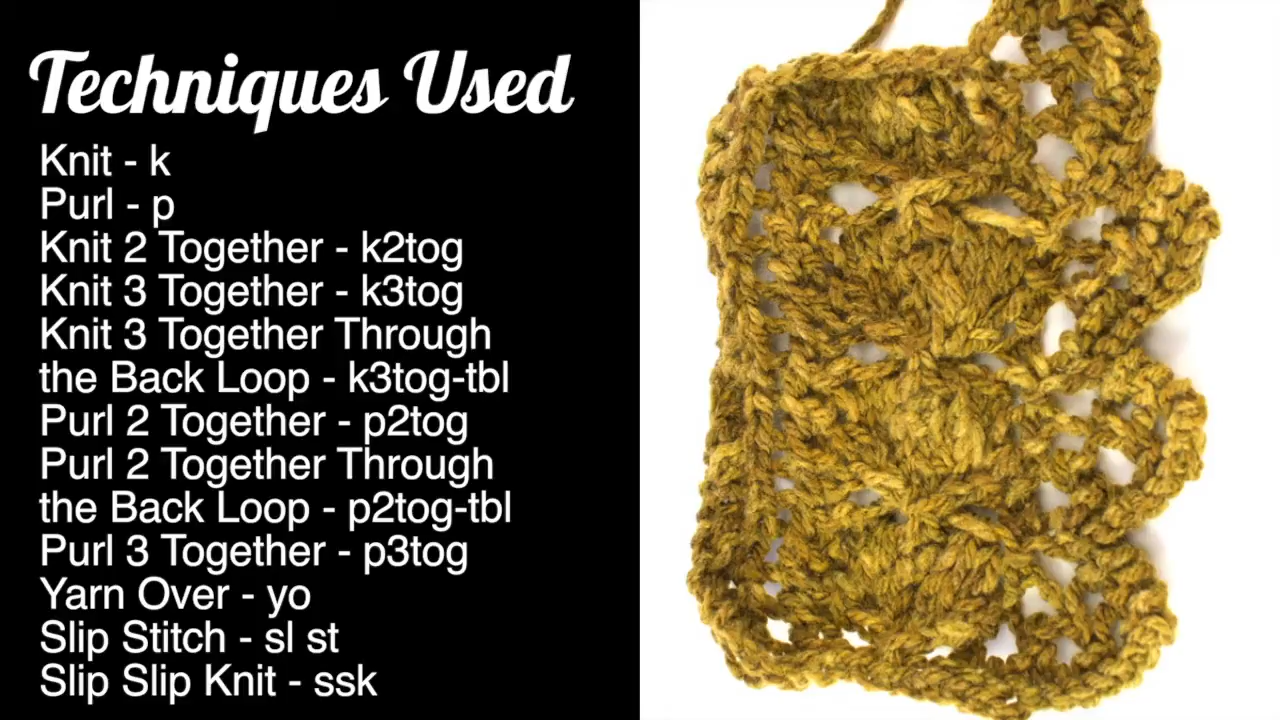 Techniques Used
Knit - k
Purl - p
Knit 2 Together - k2tog
Knit 3 Together - k3tog
Knit 3 Together Through
the Back Loop - k3tog-tbl
Purl 2 Together - p2tog
Purl 2 Together Through
the Back Loop - p2tog-tbl
Purl 3 Together - p3tog
Yarn Over - yo
Slip Stitch - sl st
Slip Slip Knit - ssk